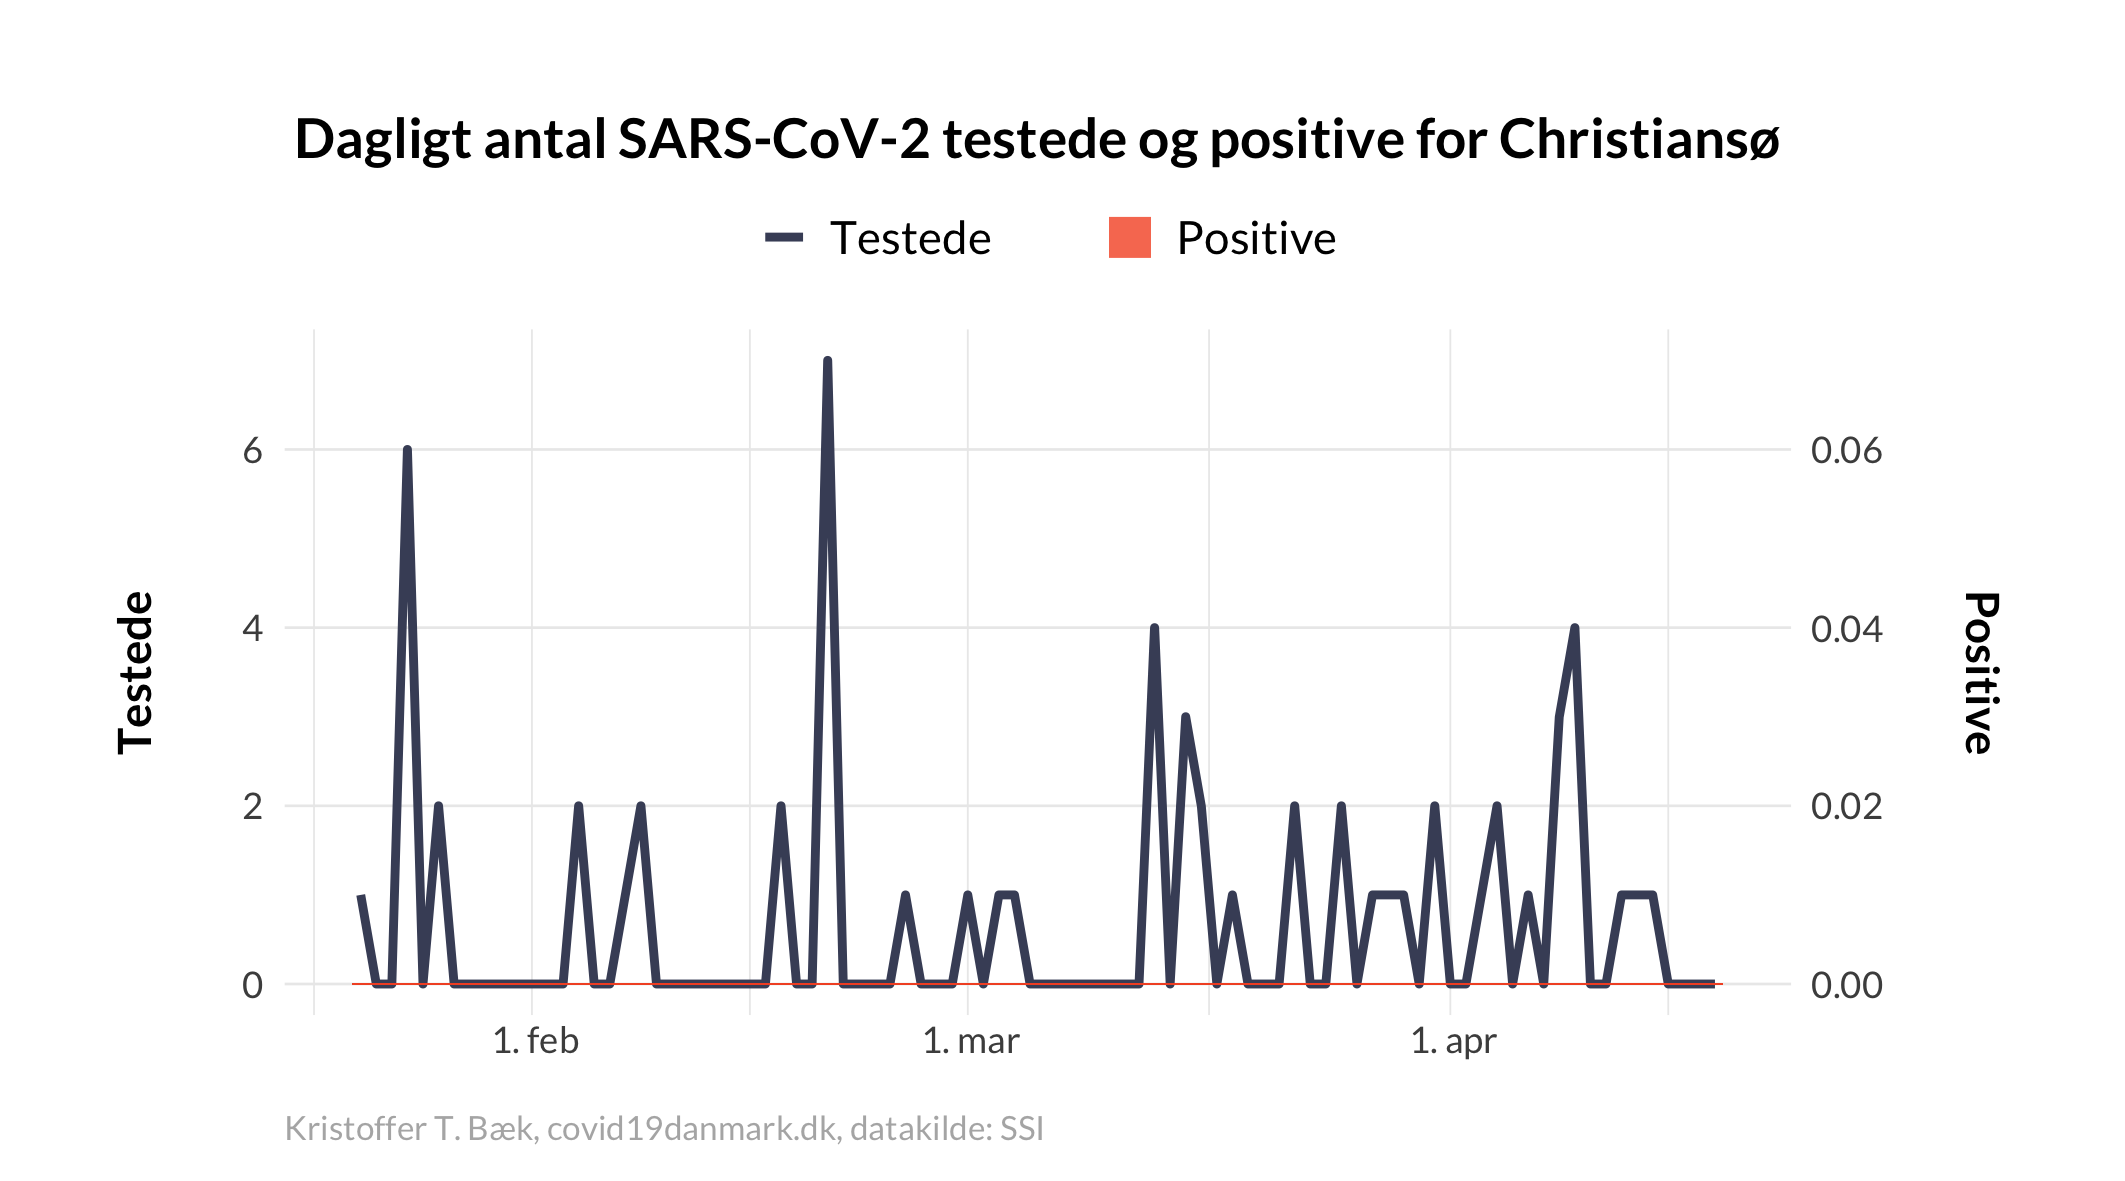 Dagligt antal SARS-CoV-2 testede og positive for Christiansø
Testede
Positive
6
4
2
0
0.06
0.04
0.02
0.00
Testede
Positive
1. feb
1. mar
1. apr
Kristoffer T. Bæk, covid19danmark.dk, datakilde: SSI